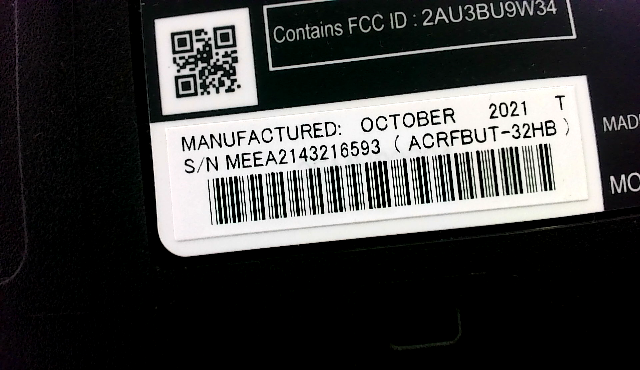 Contains FCC ID : 2AU3BU9W34
MANUFACTURED: OCTOBER 2021 T
S/N MEEA2143216593 ( ACRFBUT-32HB )